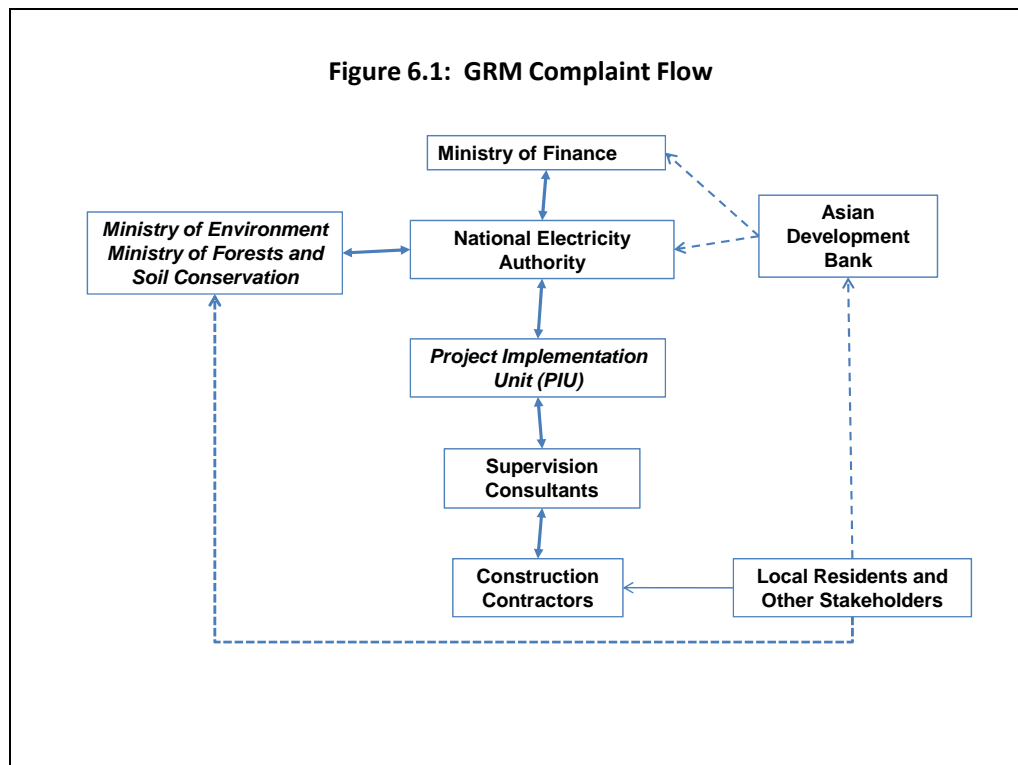 Figure 6.1: GRM Complaint Flow
Ministry of Finance
Ministry of Environment
Ministry of Forests and
Soil Conservation
National Electricity
Authority
Asian
Development
Bank
Project Implementation
Unit (PIU)
Supervision
Consultants
Construction
Contractors
Local Residents and
Other Stakeholders